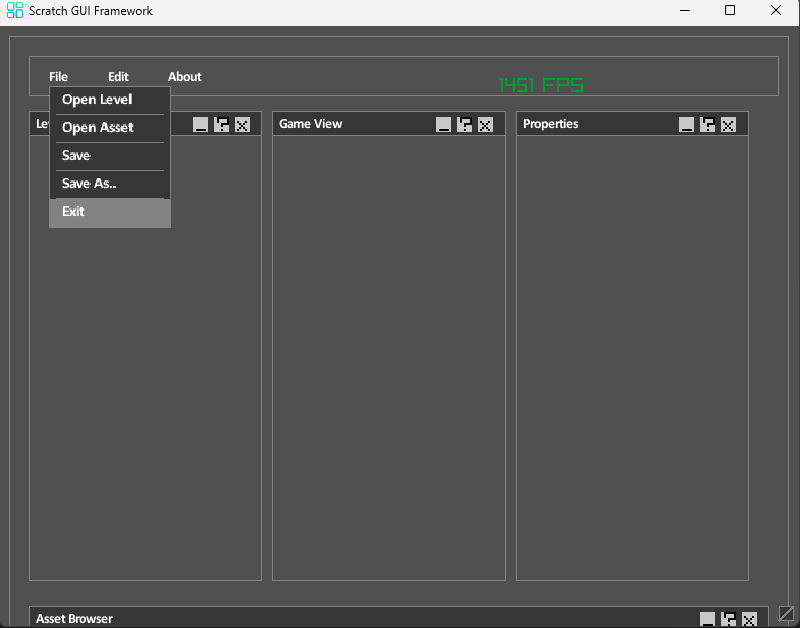 Scratch GUI Framework
File Edit About
1451 FPS
Open Level
Open Asset
Save
Save As..
Exit
Le
Game View
Properties
Asset Browser